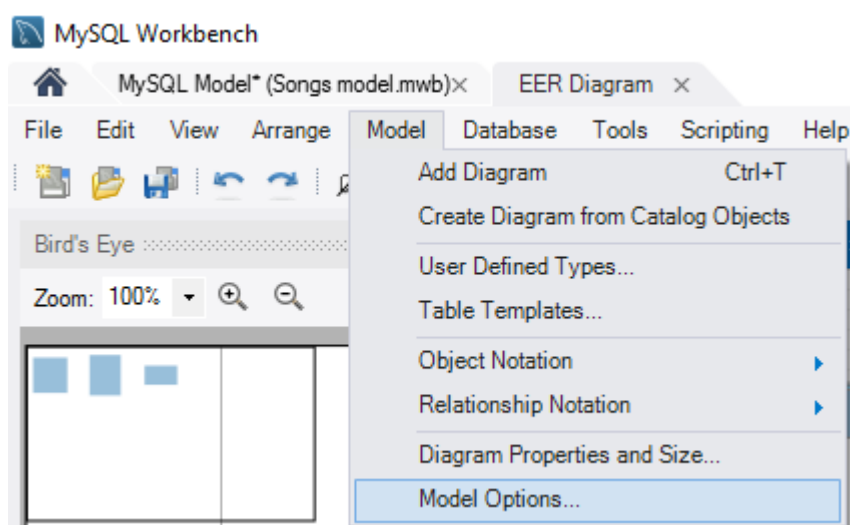 MySQL Workbench
MySQL Model* (Songs model.mwb)× EER Diagram ×
File Edit View Arrange Model Database Tools Scripting Help
Add Diagram Ctrl+T
Create Diagram from Catalog Objects
Bird's Eye
User Defined Types...
Zoom: 100%
Table Templates...
Object Notation
Relationship Notation
Diagram Properties and Size...
Model Options...